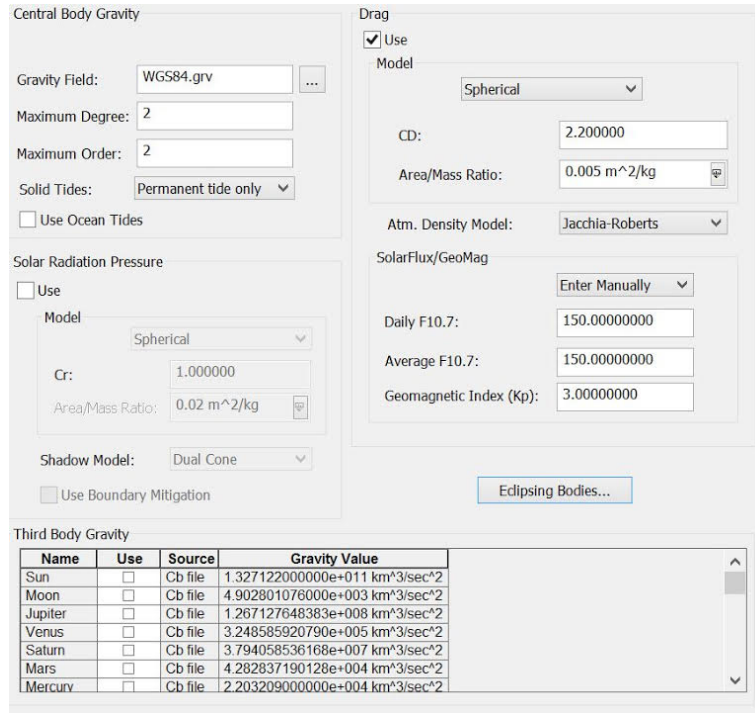 Central Body Gravity
Gravity Field: WGS84.grv ...
Maximum Degree: 2
Maximum Order: 2
Solid Tides: Permanent tide only
Use Ocean Tides
Solar Radiation Pressure
Use
Model
Spherical
Cr: 1.000000
Area/Mass Ratio: 0.02 m^2/kg
Shadow Model: Dual Cone
Use Boundary Mitigation
Drag
Use
Model
Spherical
CD: 2.200000
Area/Mass Ratio: 0.005 m^2/kg
Atm. Density Model: Jacchia-Roberts
SolarFlux/GeoMag
Enter Manually
Daily F10.7: 150.00000000
Average F10.7: 150.00000000
Geomagnetic Index (Kp): 3.00000000
Eclipsing Bodies...
Third Body Gravity
Name Use Source Gravity Value
Sun Cb file 1.327122000000e+011 km^3/sec^2
Moon Cb file 4.902801076000e+003 km^3/sec^2
Jupiter Cb file 1.267127648383e+008 km^3/sec^2
Venus Cb file 3.248585920790e+005 km^3/sec^2
Saturn Cb file 3.794058536168e+007 km^3/sec^2
Mars Cb file 4.282837190128e+004 km^3/sec^2
Mercury Cb file 2.203209000000e+004 km^3/sec^2